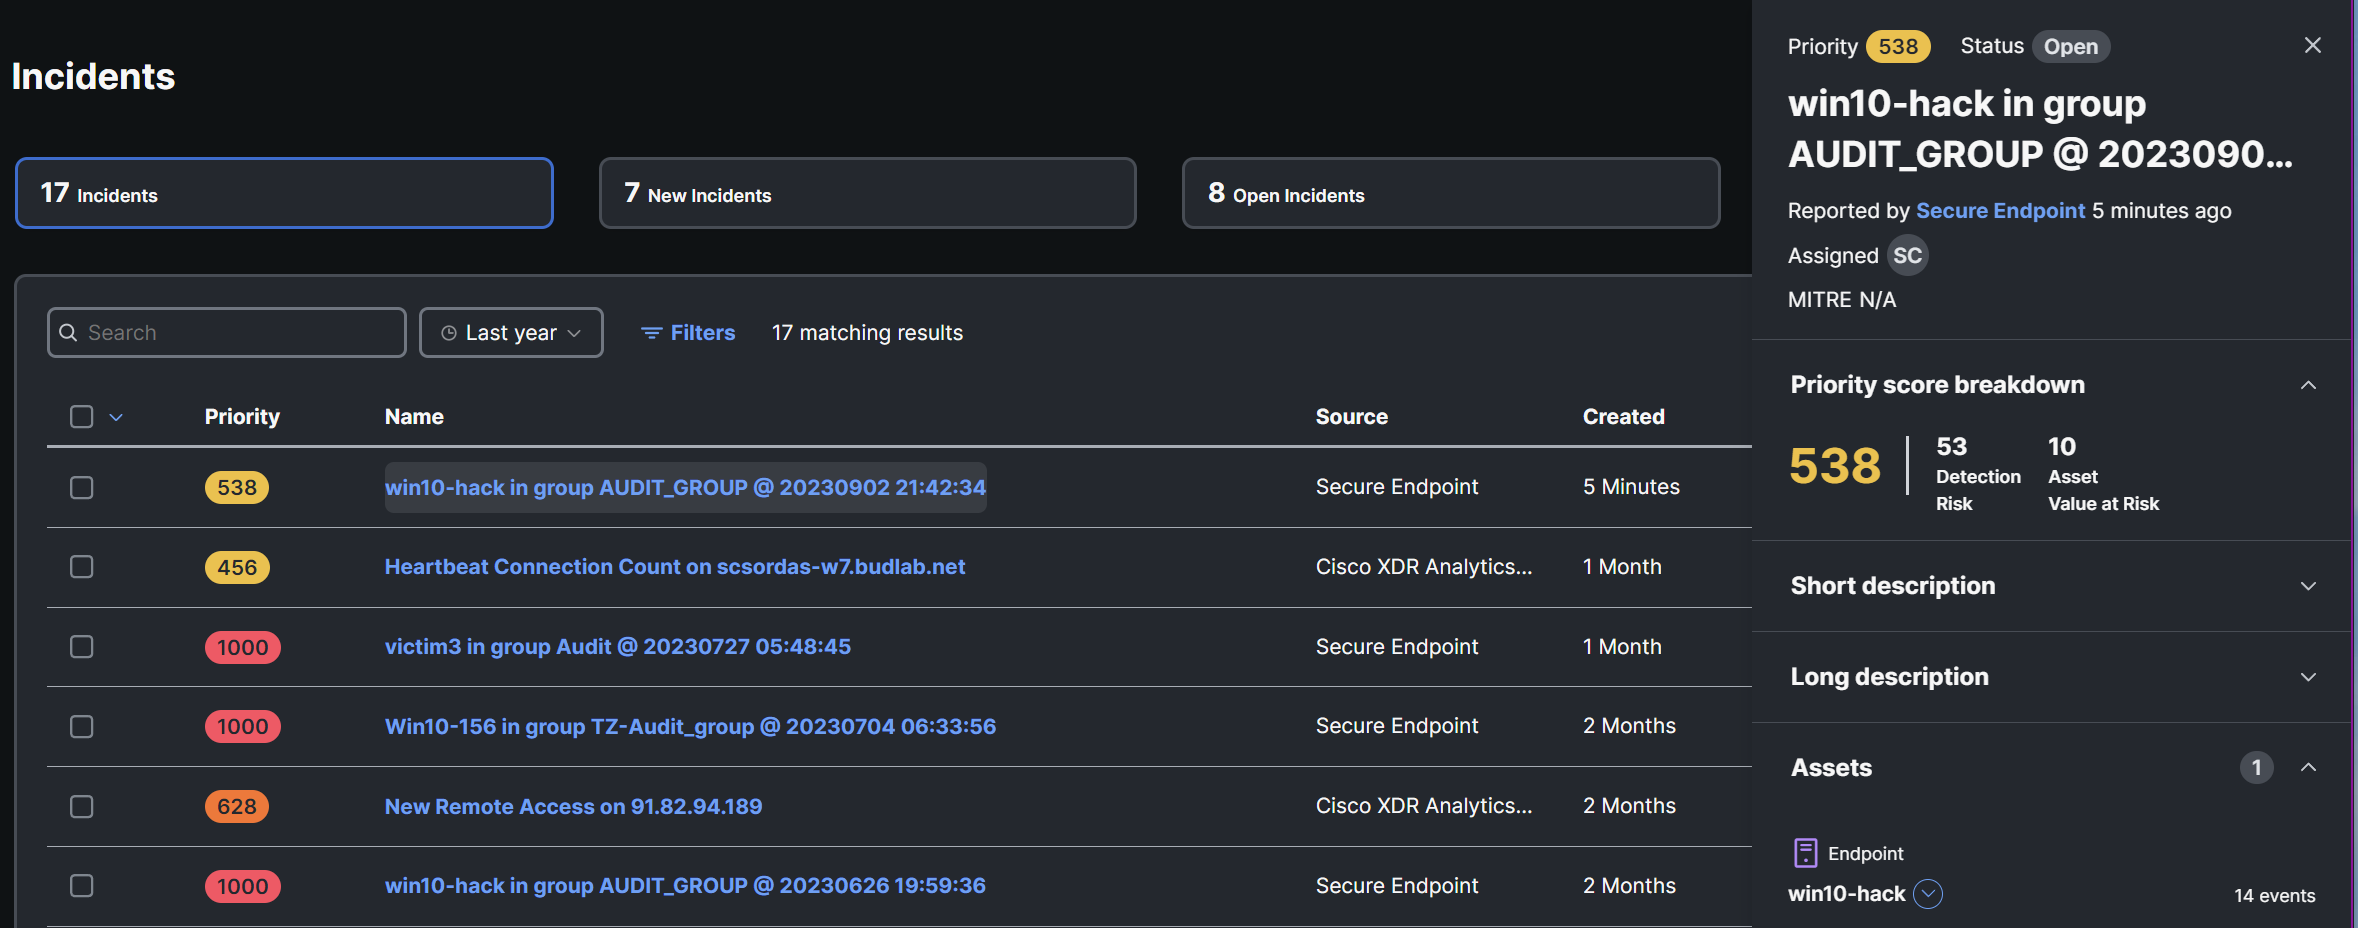 Incidents
17 Incidents
7 New Incidents
8 Open Incidents
Search
Last year
Filters
17 matching results
Priority Name Source Created
538 win10-hack in group AUDIT_GROUP @ 20230902 21:42:34 Secure Endpoint 5 Minutes
456 Heartbeat Connection Count on scsordas-w7.budlab.net Cisco XDR Analytics... 1 Month
1000 victim3 in group Audit @ 20230727 05:48:45 Secure Endpoint 1 Month
1000 Win10-156 in group TZ-Audit_group @ 20230704 06:33:56 Secure Endpoint 2 Months
628 New Remote Access on 91.82.94.189 Cisco XDR Analytics... 2 Months
1000 win10-hack in group AUDIT_GROUP @ 20230626 19:59:36 Secure Endpoint 2 Months
Priority 538 Status Open
win10-hack in group
AUDIT_GROUP @ 2023090...
Reported by Secure Endpoint 5 minutes ago
Assigned SC
MITRE N/A
Priority score breakdown
538
53
Detection
Risk
10
Asset
Value at Risk
Short description
Long description
Assets 1
Endpoint
win10-hack 14 events